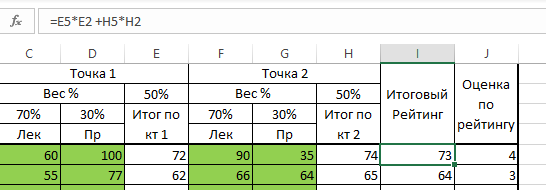 fx =E5*E2 +H5*H2
C D E F G H I J
Точка 1 Точка 2 Итоговый Рейтинг Оценка по рейтингу
Вес % 50% Вес % 50%
70% 30% Итог по кт 1 70% 30% Итог по кт 2
Лек Пр Лек Пр
60 100 72 90 35 74 73 4
55 77 62 66 64 65 64 3